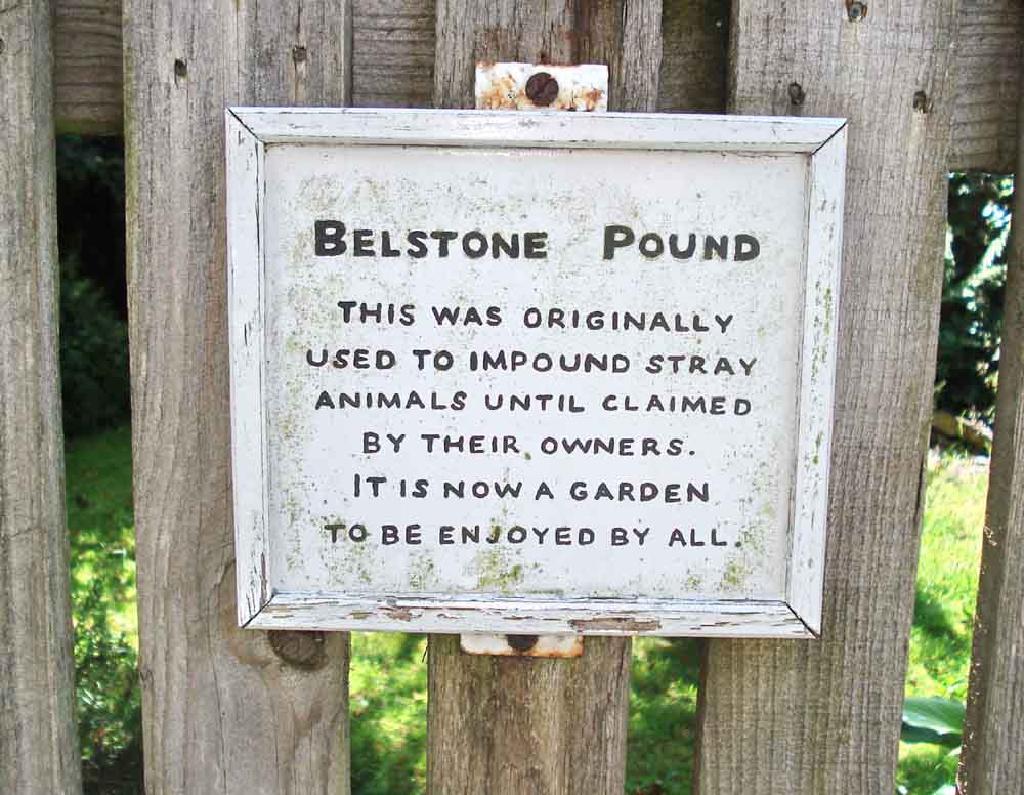 BELSTONE POUND
THIS WAS ORIGINALLY
USED TO IMPOUND STRAY
ANIMALS UNTIL CLAIMED
BY THEIR OWNERS.
IT IS NOW A GARDEN
TO BE ENJOYED BY ALL.